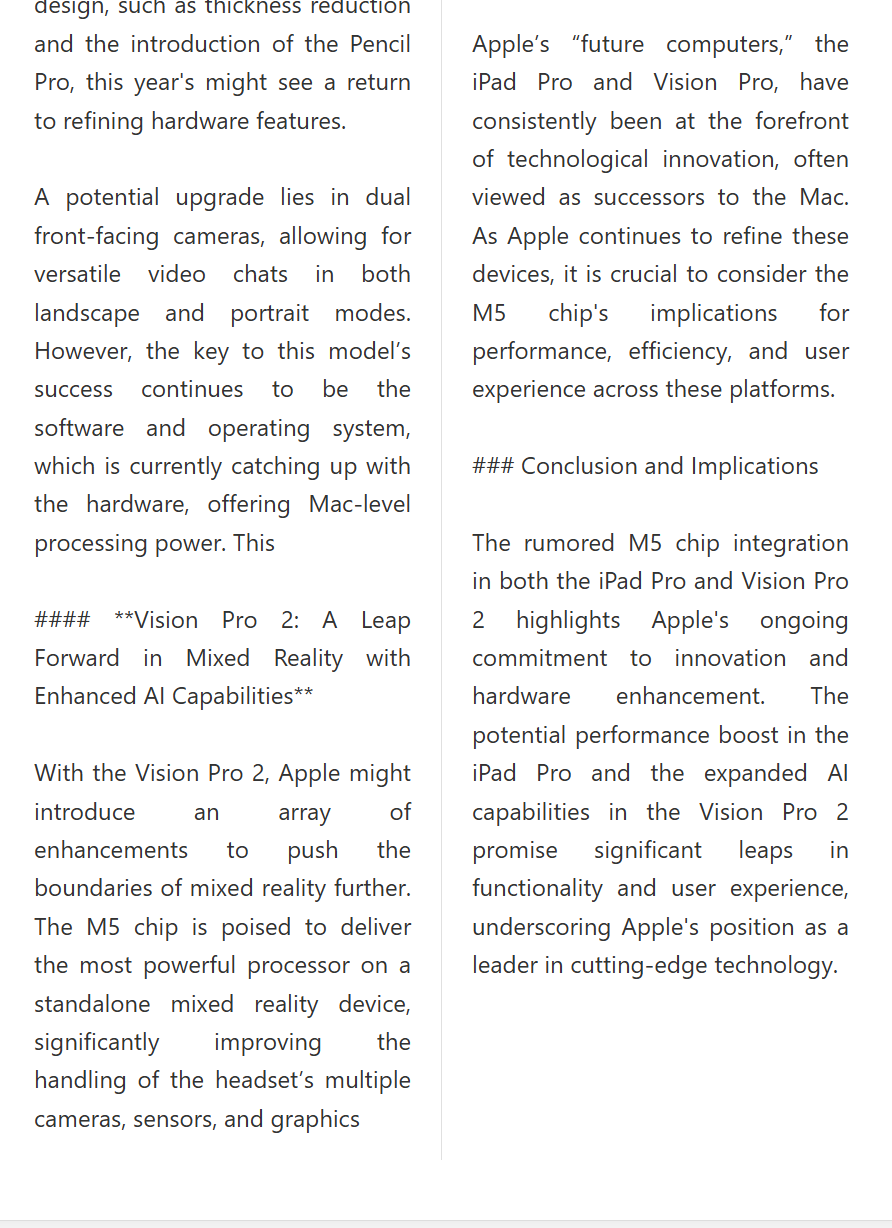 design, such as thickness reduction
and the introduction of the Pencil
Pro, this year's might see a return
to refining hardware features.
A potential upgrade lies in dual
front-facing cameras, allowing for
versatile video chats in both
landscape and portrait modes.
However, the key to this model’s
success continues to be the
software and operating system,
which is currently catching up with
the hardware, offering Mac-level
processing power. This
#### **Vision Pro 2: A Leap
Forward in Mixed Reality with
Enhanced AI Capabilities**
With the Vision Pro 2, Apple might
introduce an array of
enhancements to push the
boundaries of mixed reality further.
The M5 chip is poised to deliver
the most powerful processor on a
standalone mixed reality device,
significantly improving the
handling of the headset’s multiple
cameras, sensors, and graphics
Apple’s “future computers,” the
iPad Pro and Vision Pro, have
consistently been at the forefront
of technological innovation, often
viewed as successors to the Mac.
As Apple continues to refine these
devices, it is crucial to consider the
M5 chip's implications for
performance, efficiency, and user
experience across these platforms.
### Conclusion and Implications
The rumored M5 chip integration
in both the iPad Pro and Vision Pro
2 highlights Apple's ongoing
commitment to innovation and
hardware enhancement. The
potential performance boost in the
iPad Pro and the expanded AI
capabilities in the Vision Pro 2
promise significant leaps in
functionality and user experience,
underscoring Apple's position as a
leader in cutting-edge technology.